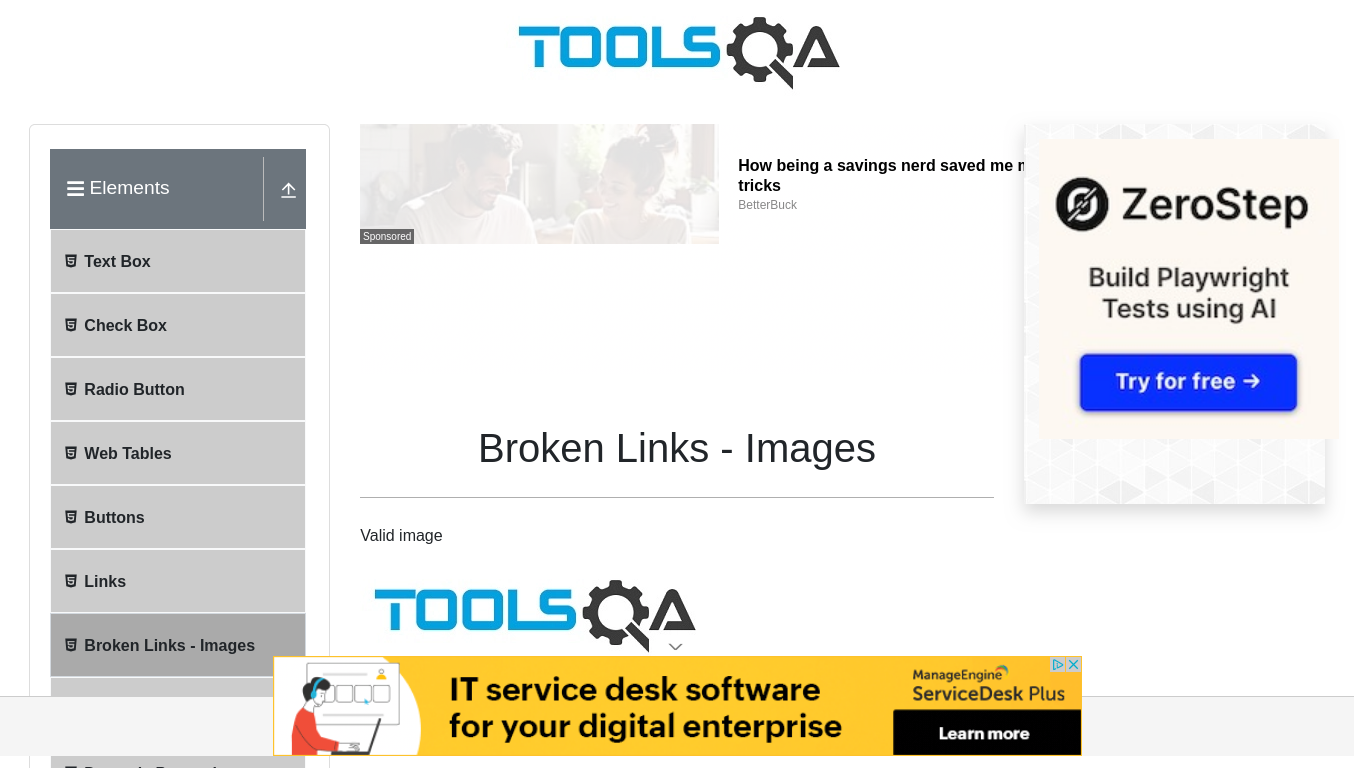 TOOLSQA
Elements
Text Box
Check Box
Radio Button
Web Tables
Buttons
Links
Broken Links - Images
Sponsored
How being a savings nerd saved me
tricks
BetterBuck
ZeroStep
Build Playwright
Tests using AI
Try for free →
Broken Links - Images
Valid image
TOOLSQA
IT service desk software
for your digital enterprise
ManageEngine
ServiceDesk Plus
Learn more